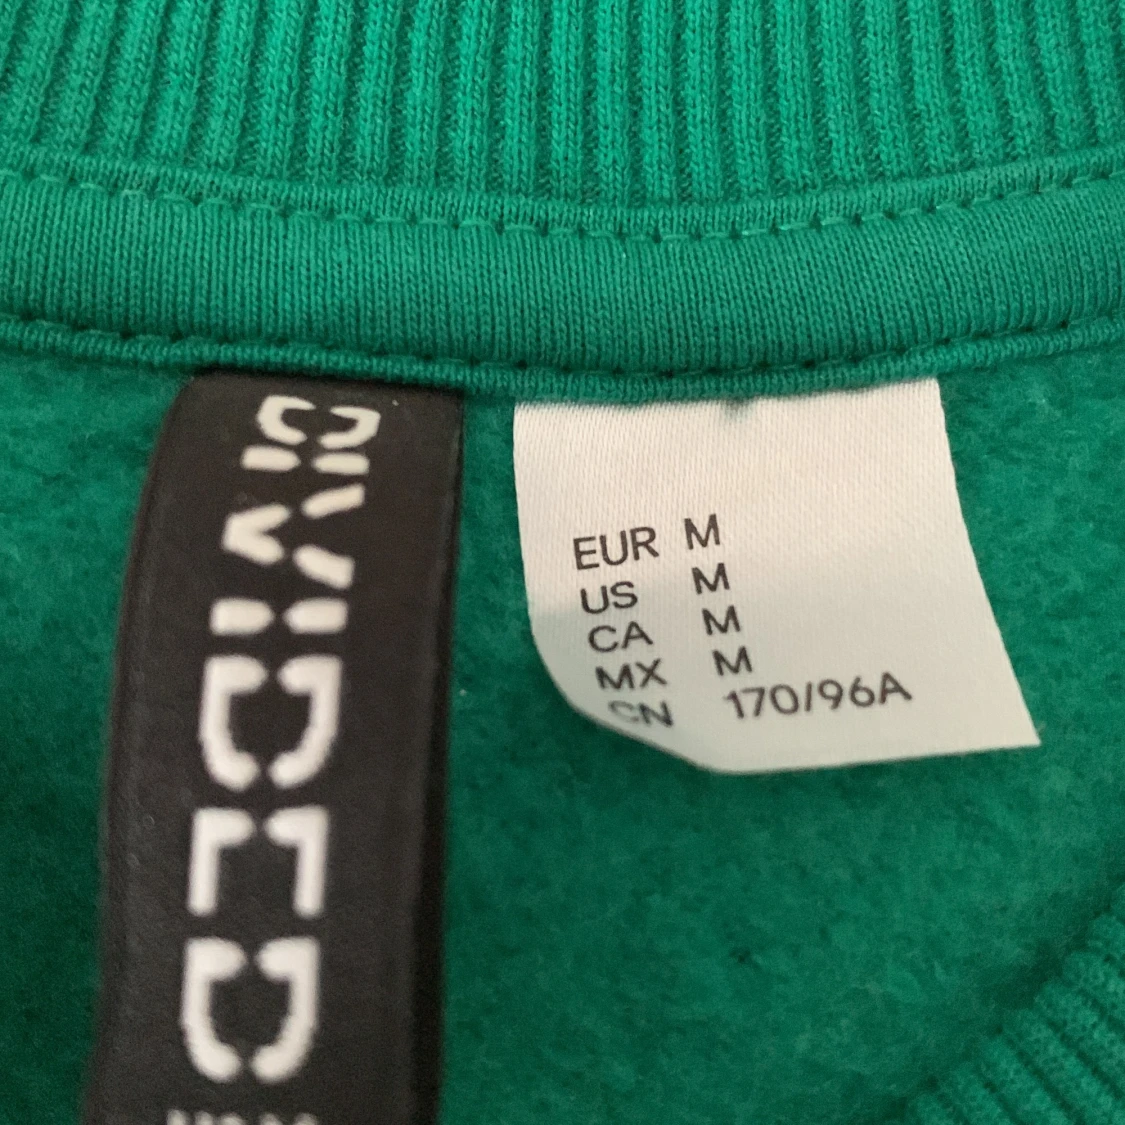 DIVIDED
EUR M
US M
CA M
MX M
CN 170/96A